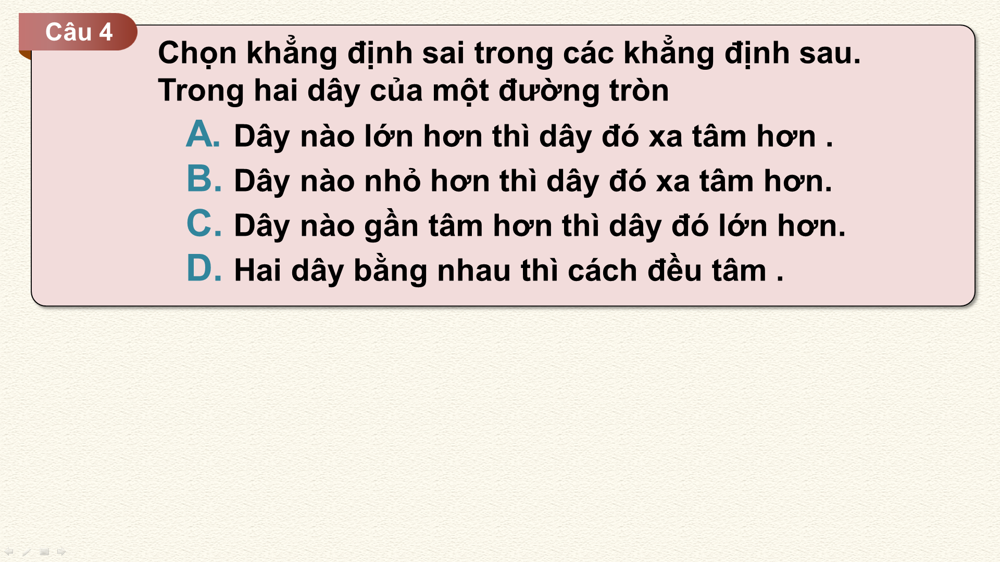 Câu 4
Chọn khẳng định sai trong các khẳng định sau.
Trong hai dây của một đường tròn
A. Dây nào lớn hơn thì dây đó xa tâm hơn .
B. Dây nào nhỏ hơn thì dây đó xa tâm hơn.
C. Dây nào gần tâm hơn thì dây đó lớn hơn.
D. Hai dây bằng nhau thì cách đều tâm .